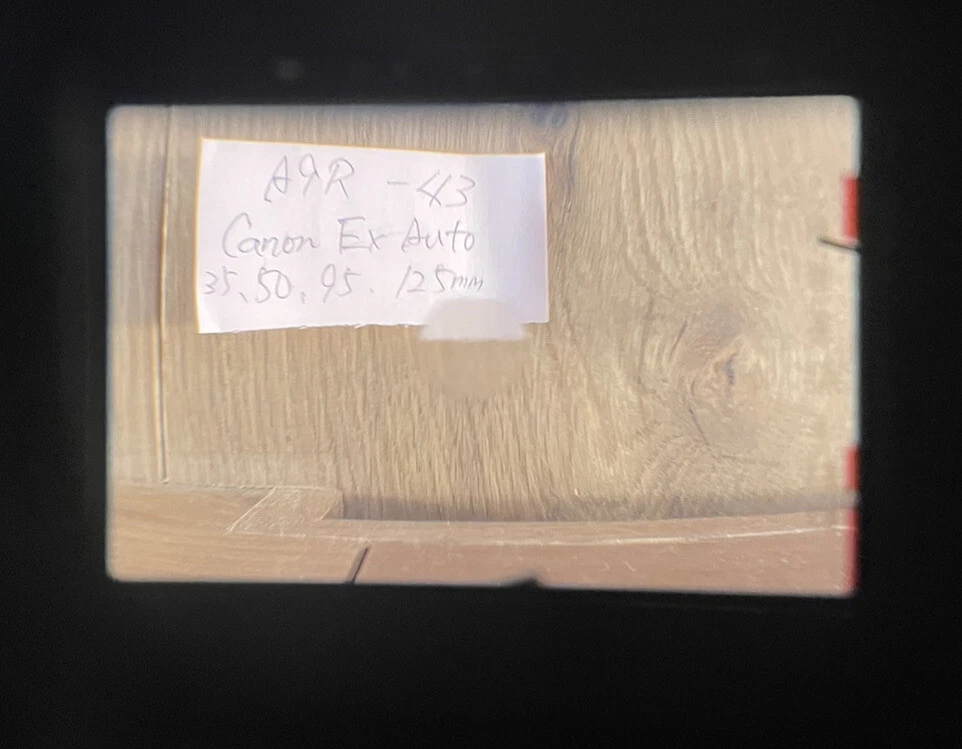 A9R -43
Canon Ex Auto
35, 50, 95. 125mm